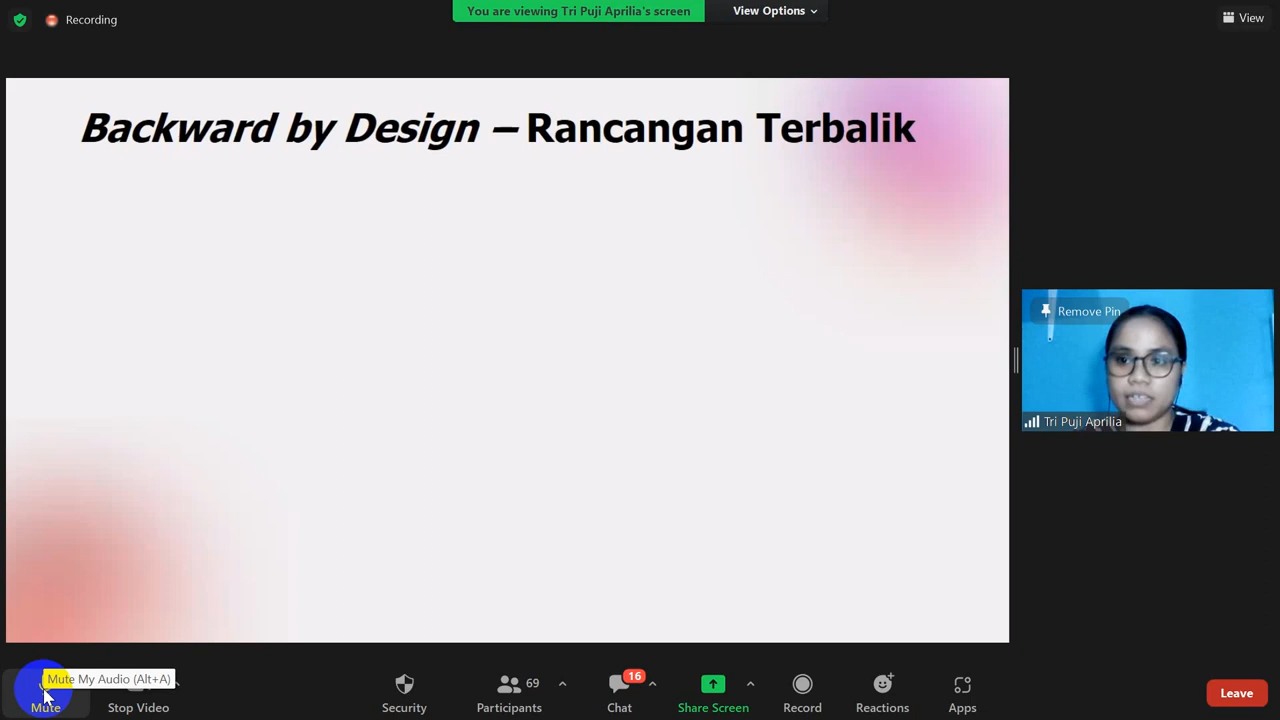 Recording
You are viewing Tri Puji Aprilia's screen
View Options
View
Backward by Design – Rancangan Terbalik
Remove Pin
Tri Puji Aprilia
Mute My Audio (Alt+A)
Mute
Stop Video
Security
69
Participants
16
Chat
Share Screen
Record
Reactions
Apps
Leave